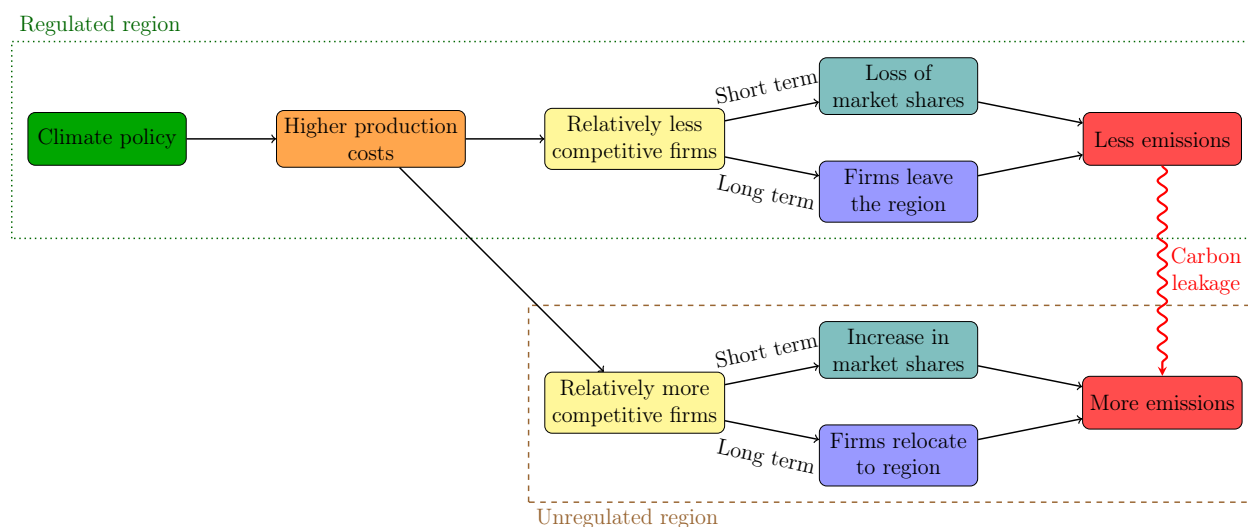 Regulated region
Climate policy
Higher production
costs
Relatively less
competitive firms
Short term
Long term
Loss of
market shares
Firms leave
the region
Less emissions
Carbon
leakage
Relatively more
competitive firms
Short term
Long term
Increase in
market shares
Firms relocate
to region
More emissions
Unregulated region